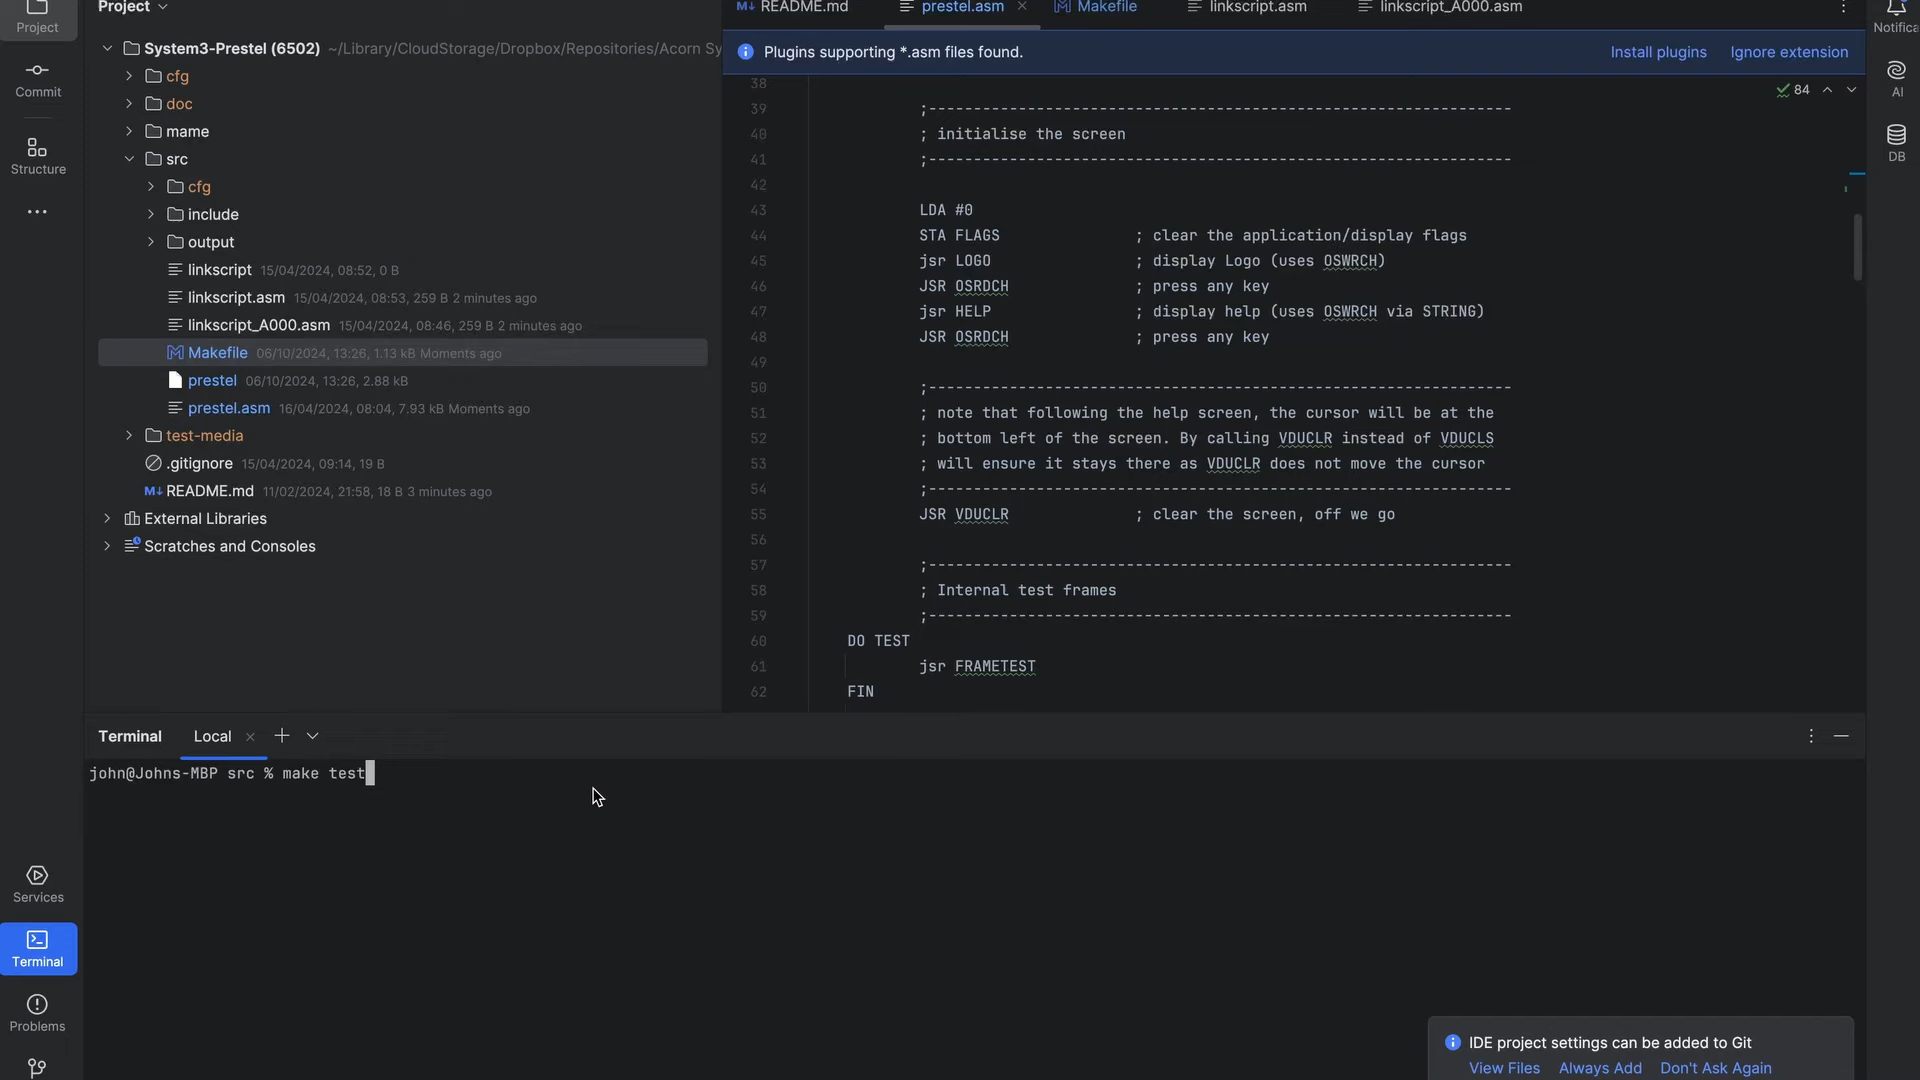 Project
Project
README.md
prestel.asm
Makefile
linkscript.asm
linkscript_A000.asm
System3-Prestel (6502) ~/Library/CloudStorage/Dropbox/Repositories/Acorn Sy
Plugins supporting *.asm files found.
Install plugins
Ignore extension
cfg
doc
mame
src
cfg
include
output
linkscript 15/04/2024, 08:52, 0 B
linkscript.asm 15/04/2024, 08:53, 259 B 2 minutes ago
linkscript_A000.asm 15/04/2024, 08:46, 259 B 2 minutes ago
Makefile 06/10/2024, 13:26, 1.13 kB Moments ago
prestel 06/10/2024, 13:26, 2.88 kB
prestel.asm 16/04/2024, 08:04, 7.93 kB Moments ago
test-media
.gitignore 15/04/2024, 09:14, 19 B
README.md 11/02/2024, 21:58, 18 B 3 minutes ago
External Libraries
Scratches and Consoles
Commit
Structure
Services
Terminal
Problems
84
38
39 ;-----------------------------------------------------------------
40 ; initialise the screen
41 ;-----------------------------------------------------------------
42
43 LDA #0
44 STA FLAGS ; clear the application/display flags
45 jsr LOGO ; display Logo (uses OSWRCH)
46 JSR OSRDCH ; press any key
47 jsr HELP ; display help (uses OSWRCH via STRING)
48 JSR OSRDCH ; press any key
49
50 ;-----------------------------------------------------------------
51 ; note that following the help screen, the cursor will be at the
52 ; bottom left of the screen. By calling VDUCLR instead of VDUCLS
53 ; will ensure it stays there as VDUCLR does not move the cursor
54 ;-----------------------------------------------------------------
55 JSR VDUCLR ; clear the screen, off we go
56
57 ;-----------------------------------------------------------------
58 ; Internal test frames
59 ;-----------------------------------------------------------------
60 DO TEST
61 jsr FRAMETEST
62 FIN
Notifica
AI
DB
Terminal
Local
john@Johns-MBP src % make test
IDE project settings can be added to Git
View Files
Always Add
Don't Ask Again